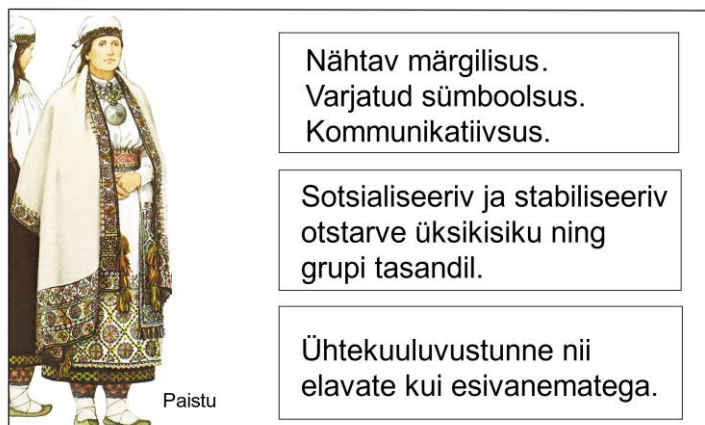 Nähtav märgilisus.
Varjatud sümboolsus.
Kommunikatiivsus.
Sotsialiseeriv ja stabiliseeriv
otstarve üksikisiku ning
grupi tasandil.
Ühtekuuluvustunne nii
elavate kui esivanematega.
Paistu